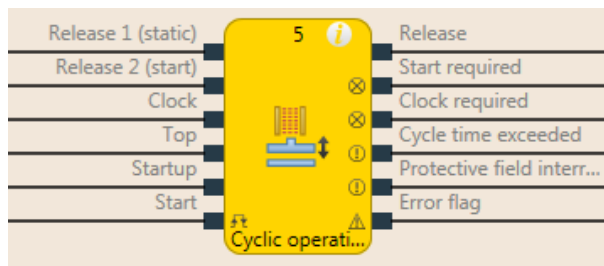 5 i
Release 1 (static)
Release 2 (start)
Clock
Top
Startup
Start
Release
Start required
Clock required
Cycle time exceeded
Protective field interr...
Error flag
Cyclic operati...